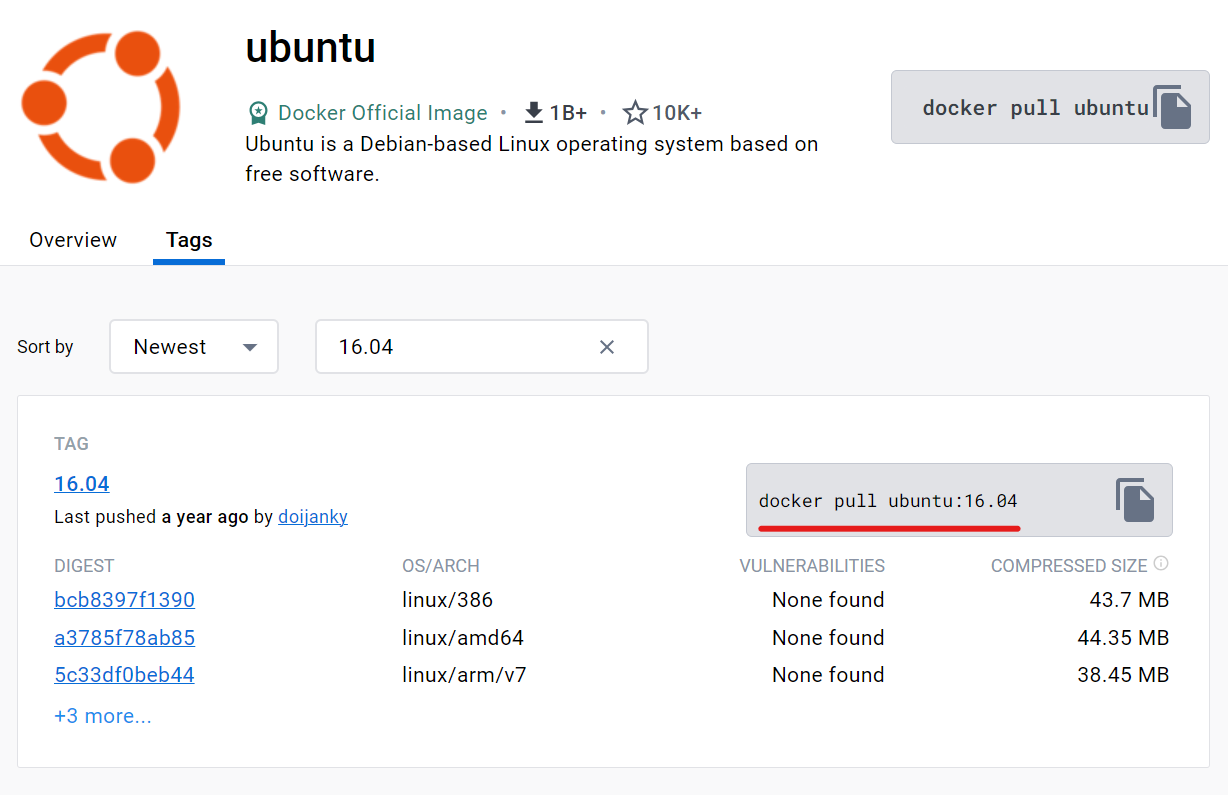 ubuntu
docker pull ubuntu
Docker Official Image • 1B+ • 10K+
Ubuntu is a Debian-based Linux operating system based on
free software.
Overview Tags
Sort by Newest 16.04
TAG
16.04
docker pull ubuntu:16.04
Last pushed a year ago by doijanky
DIGEST OS/ARCH VULNERABILITIES COMPRESSED SIZE
bcb8397f1390 linux/386 None found 43.7 MB
a3785f78ab85 linux/amd64 None found 44.35 MB
5c33df0beb44 linux/arm/v7 None found 38.45 MB
+3 more...